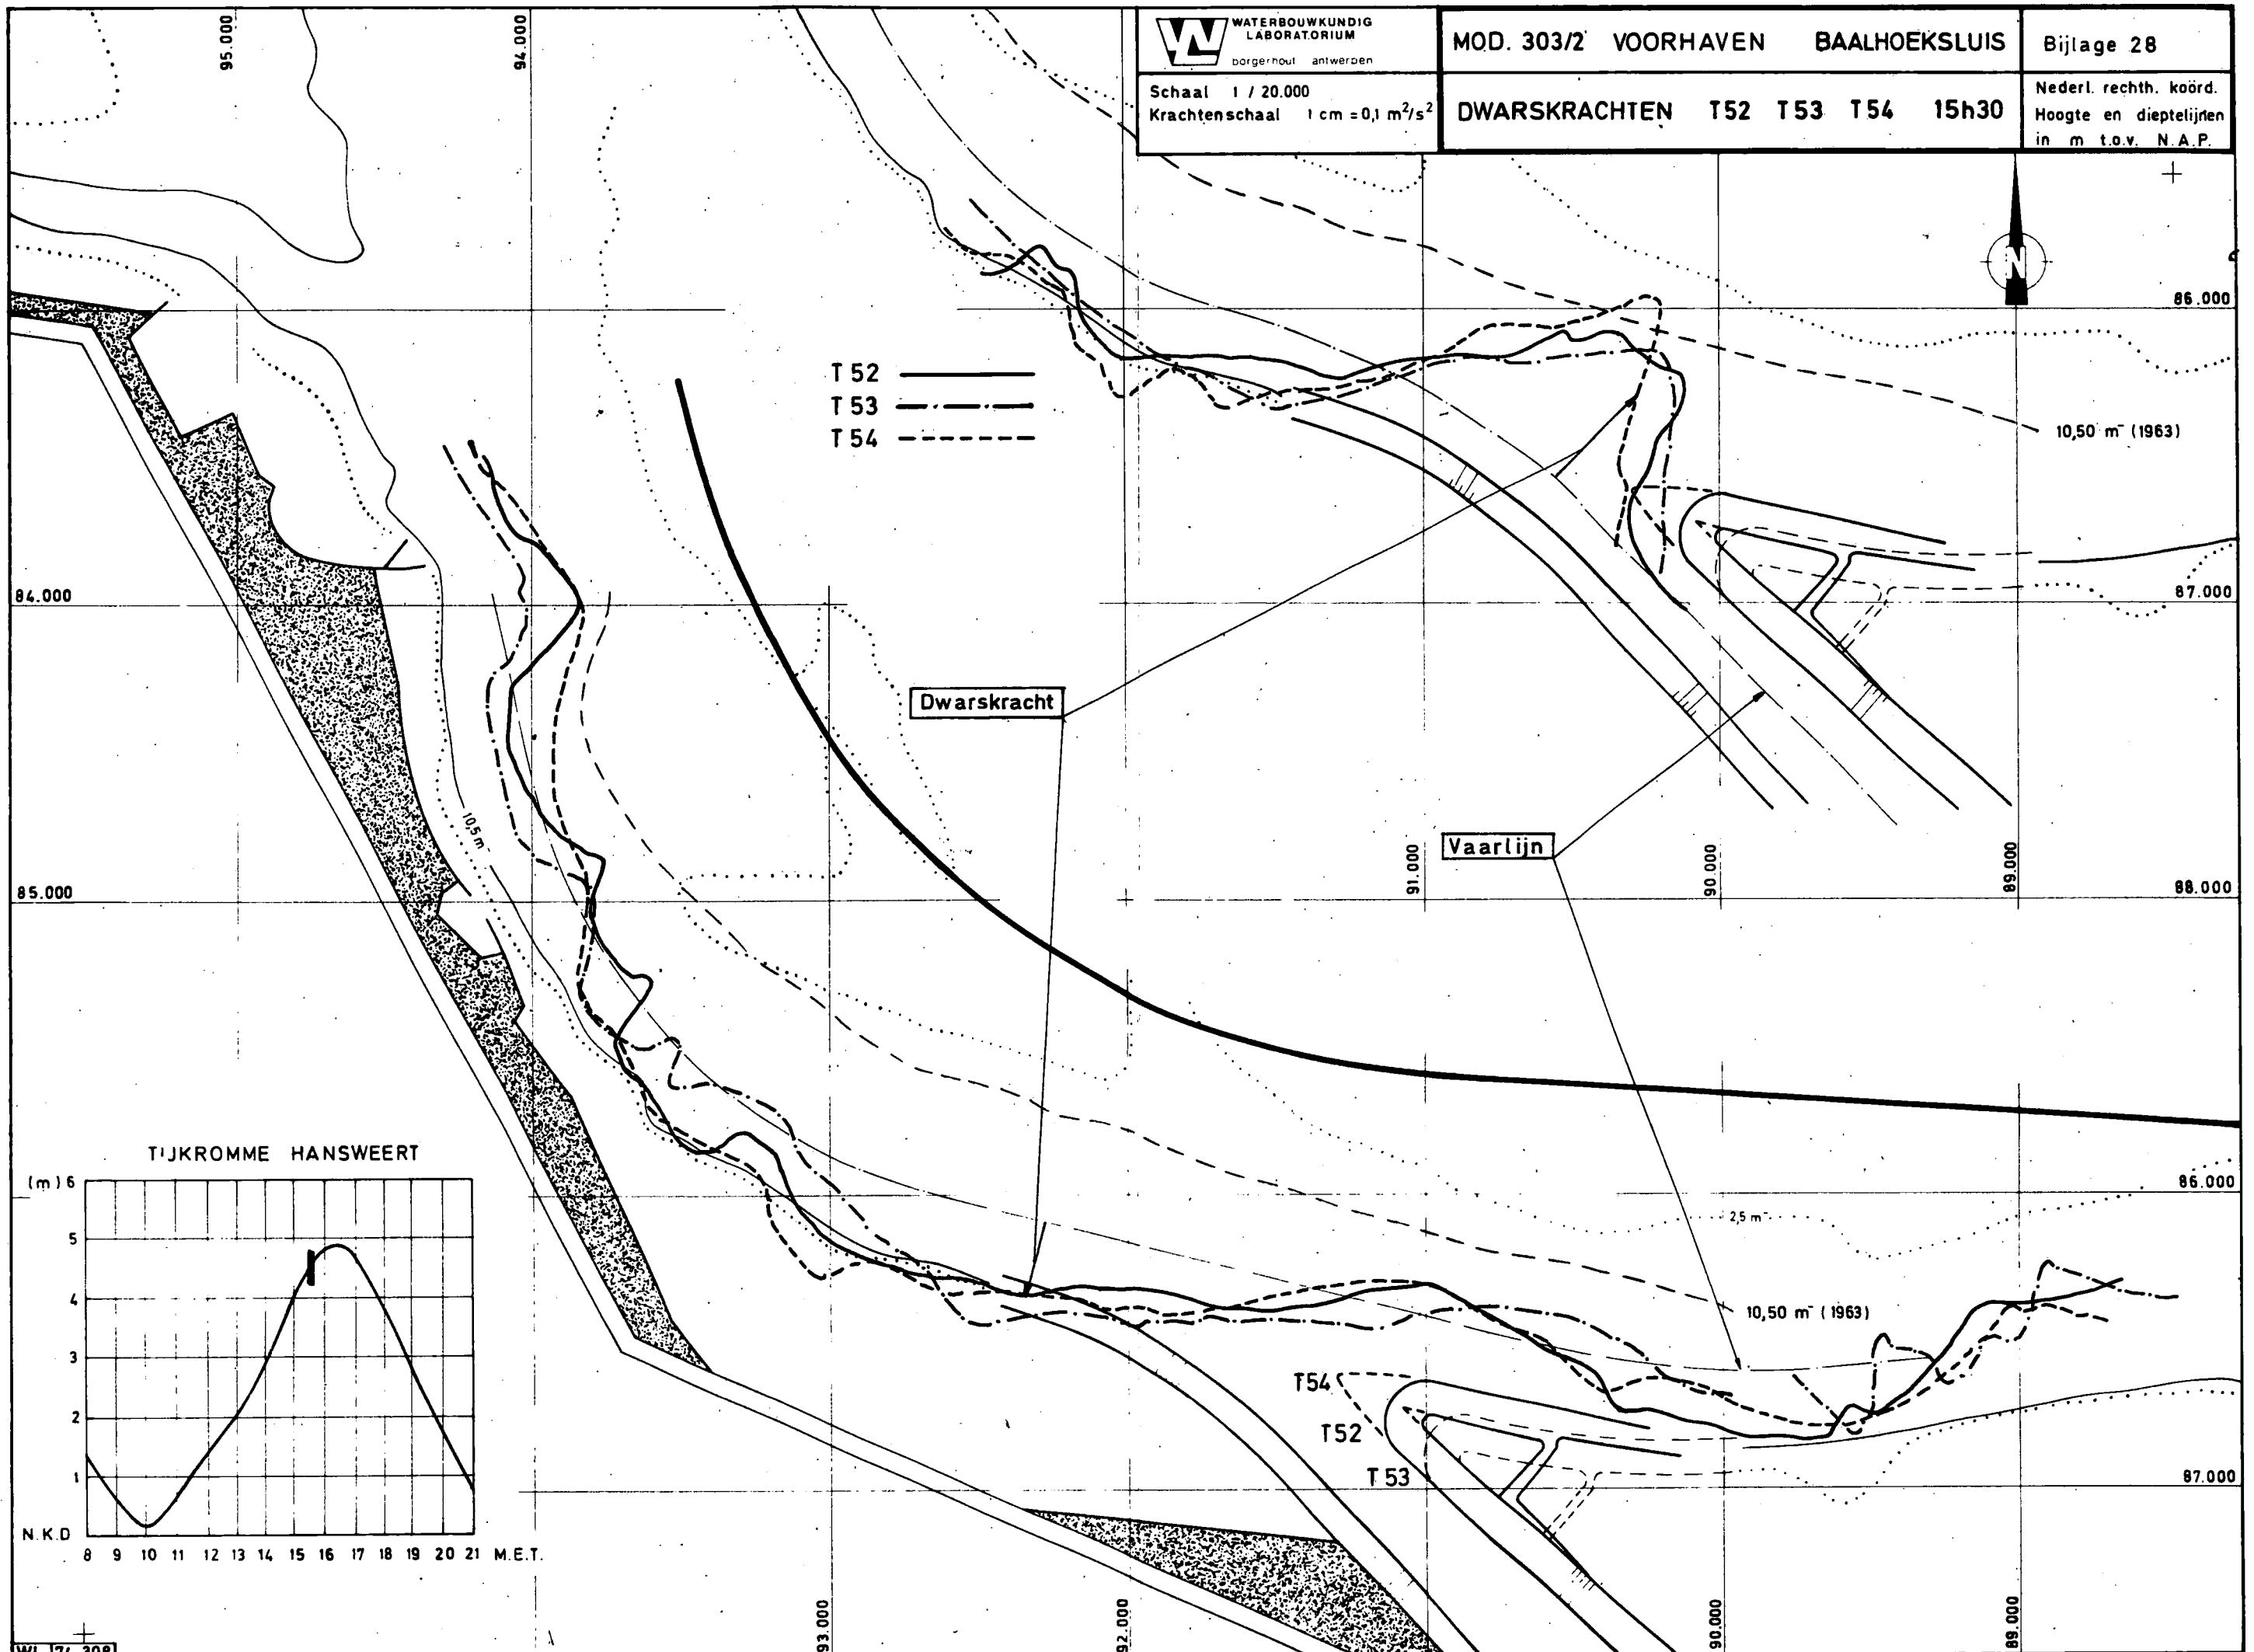 WATERBOUWKUNDIG
LABORATORIUM
borgerhout antwerpen
Schaal 1 / 20.000
Krachtenschaal 1 cm = 0,1 m²/s²
MOD. 303/2 VOORHAVEN BAALHOEKSLUIS
DWARSKRACHTEN T52 T53 T54 15h30
Bijlage 28
Nederl. rechth. koörd.
Hoogte en dieptelijnen
in m t.o.v. N.A.P.
95.000
94.000
N
86.000
T 52
T 53
T 54
10,50 m⁻ (1963)
84.000
87.000
Dwarskracht
10,5 m
Vaarlijn
91.000
90.000
89.000
85.000
88.000
TIJKROMME HANSWEERT
(m) 6
5
4
3
2
1
N.K.D
8 9 10 11 12 13 14 15 16 17 18 19 20 21 M.E.T.
86.000
2,5 m⁻
10,50 m⁻ (1963)
T54
T52
T53
87.000
93.000
92.000
90.000
89.000